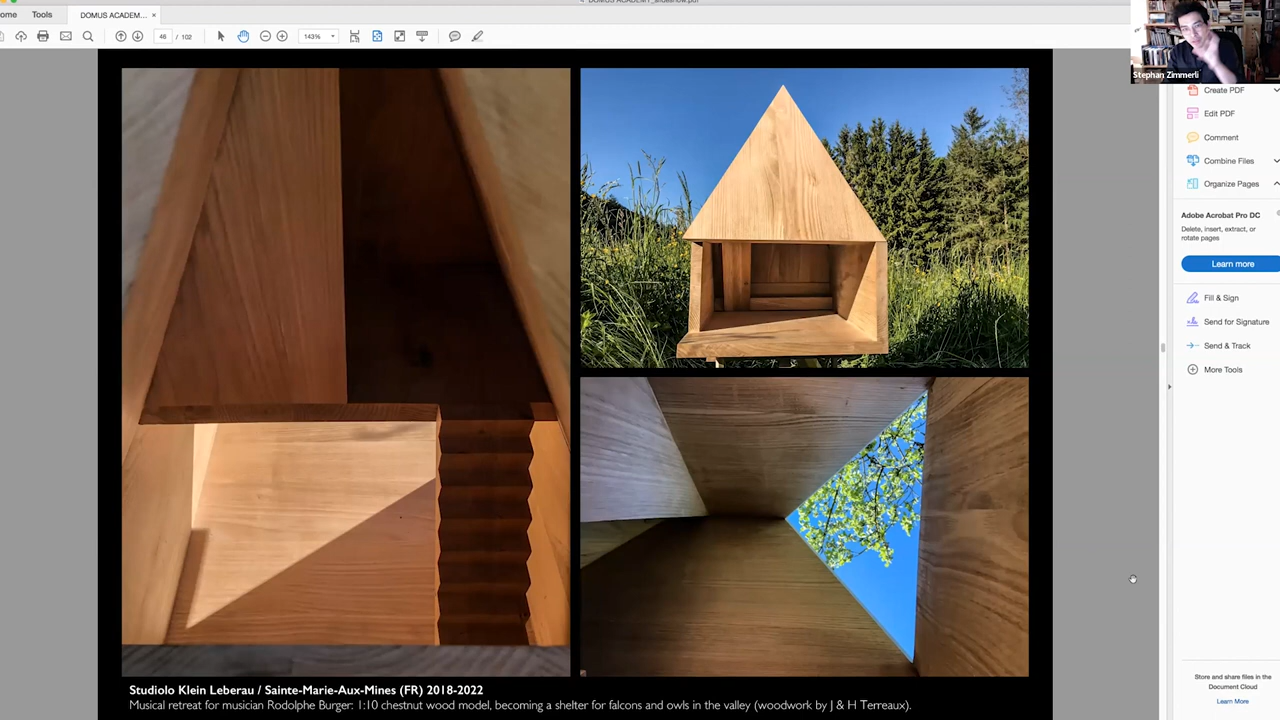 DOMUS ACADEMY_slideshow.pdf
ome
Tools
DOMUS ACADEM...
×
46 / 102
143%
Stephan Zimmerli
Create PDF
Edit PDF
Comment
Combine Files
Organize Pages
Adobe Acrobat Pro DC
Delete, insert, extract, or
rotate pages
Learn more
Fill & Sign
Send for Signature
Send & Track
More Tools
Store and share files in the
Document Cloud
Learn More
Studiolo Klein Leberau / Sainte-Marie-Aux-Mines (FR) 2018-2022
Musical retreat for musician Rodolphe Burger: 1:10 chestnut wood model, becoming a shelter for falcons and owls in the valley (woodwork by J & H Terreaux).